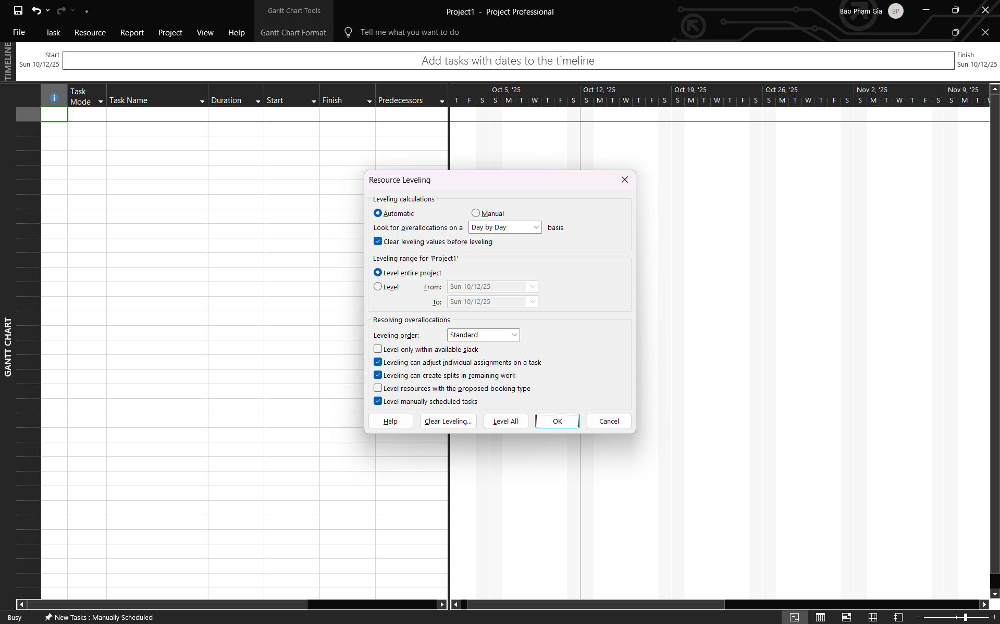 Gantt Chart Tools
Project1 - Project Professional
Bảo Phạm Gia BP
File Task Resource Report Project View Help Gantt Chart Format Tell me what you want to do
TIMELINE
Start
Sun 10/12/25
Add tasks with dates to the timeline
Finish
Sun 10/12/25
Task Mode Task Name Duration Start Finish Predecessors
Oct 5, '25 Oct 12, '25 Oct 19, '25 Oct 26, '25 Nov 2, '25 Nov 9, '25
T F S S M T W T F S S M T W T F S S M T W T F S S M T W T F S S M T W T F S S M T W
GANTT CHART
Resource Leveling
Leveling calculations
Automatic Manual
Look for overallocations on a Day by Day basis
Clear leveling values before leveling
Leveling range for 'Project1'
Level entire project
Level From: Sun 10/12/25
To: Sun 10/12/25
Resolving overallocations
Leveling order: Standard
Level only within available slack
Leveling can adjust individual assignments on a task
Leveling can create splits in remaining work
Level resources with the proposed booking type
Level manually scheduled tasks
Help Clear Leveling... Level All OK Cancel
Busy New Tasks : Manually Scheduled